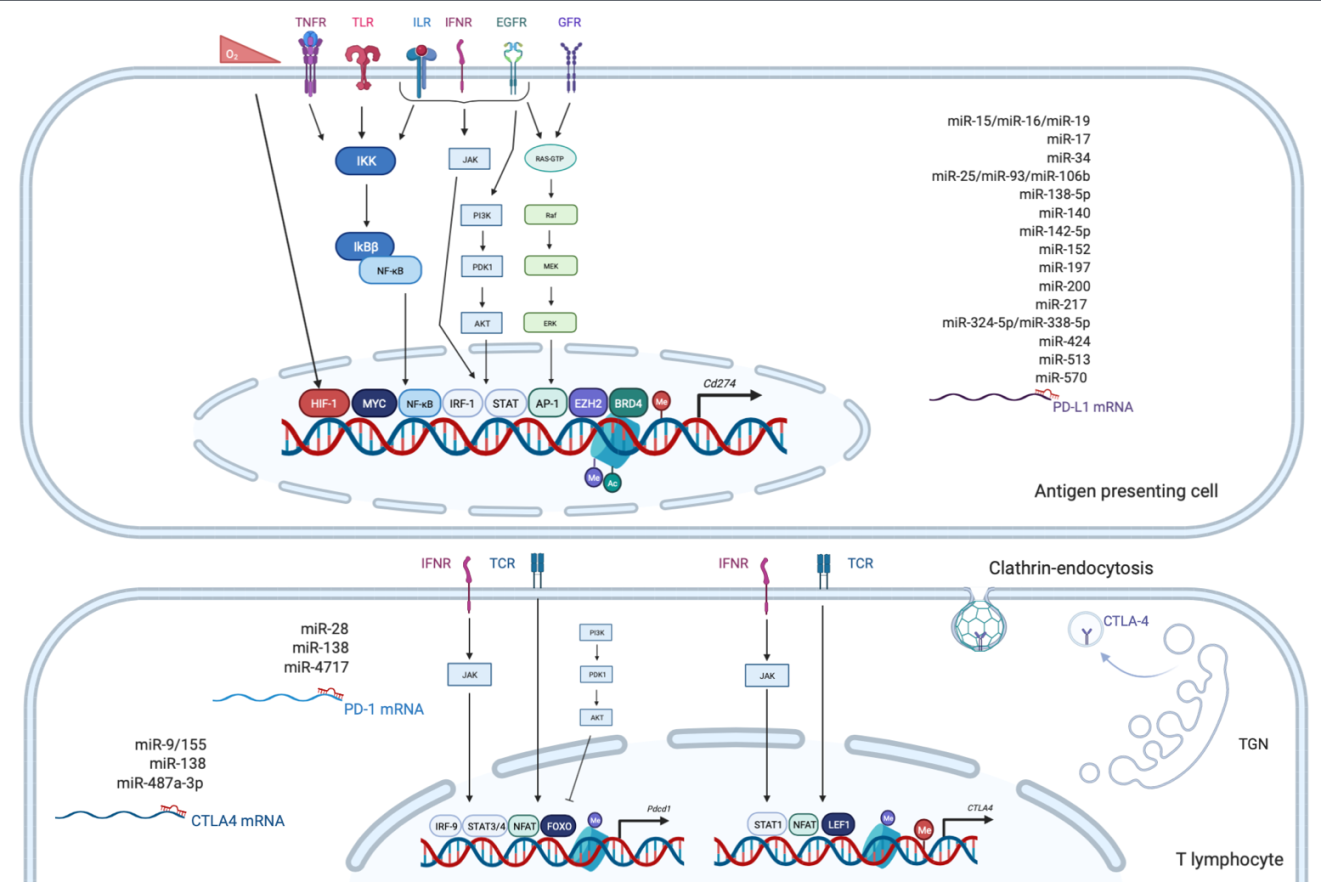 TNFR TLR ILR IFNR EGFR GFR
O2
miR-15/miR-16/miR-19
miR-17
miR-34
miR-25/miR-93/miR-106b
miR-138-5p
miR-140
miR-142-5p
miR-152
miR-197
miR-200
miR-217
miR-324-5p/miR-338-5p
miR-424
miR-513
miR-570
PD-L1 mRNA
IKK JAK RAS-GTP
PI3K Raf
IkBβ
NF-κB PDK1 MEK
AKT ERK
Cd274
HIF-1 MYC NF-κB IRF-1 STAT AP-1 EZH2 BRD4 Me
Me Ac
Antigen presenting cell
IFNR TCR IFNR TCR
Clathrin-endocytosis
CTLA-4
miR-28
miR-138
miR-4717
PD-1 mRNA
PI3K
JAK PDK1 JAK
AKT
TGN
miR-9/155
miR-138
miR-487a-3p
CTLA4 mRNA
Pdcd1 CTLA4
IRF-9 STAT3/4 NFAT FOXO Me STAT1 NFAT LEF1 Me Me
T lymphocyte